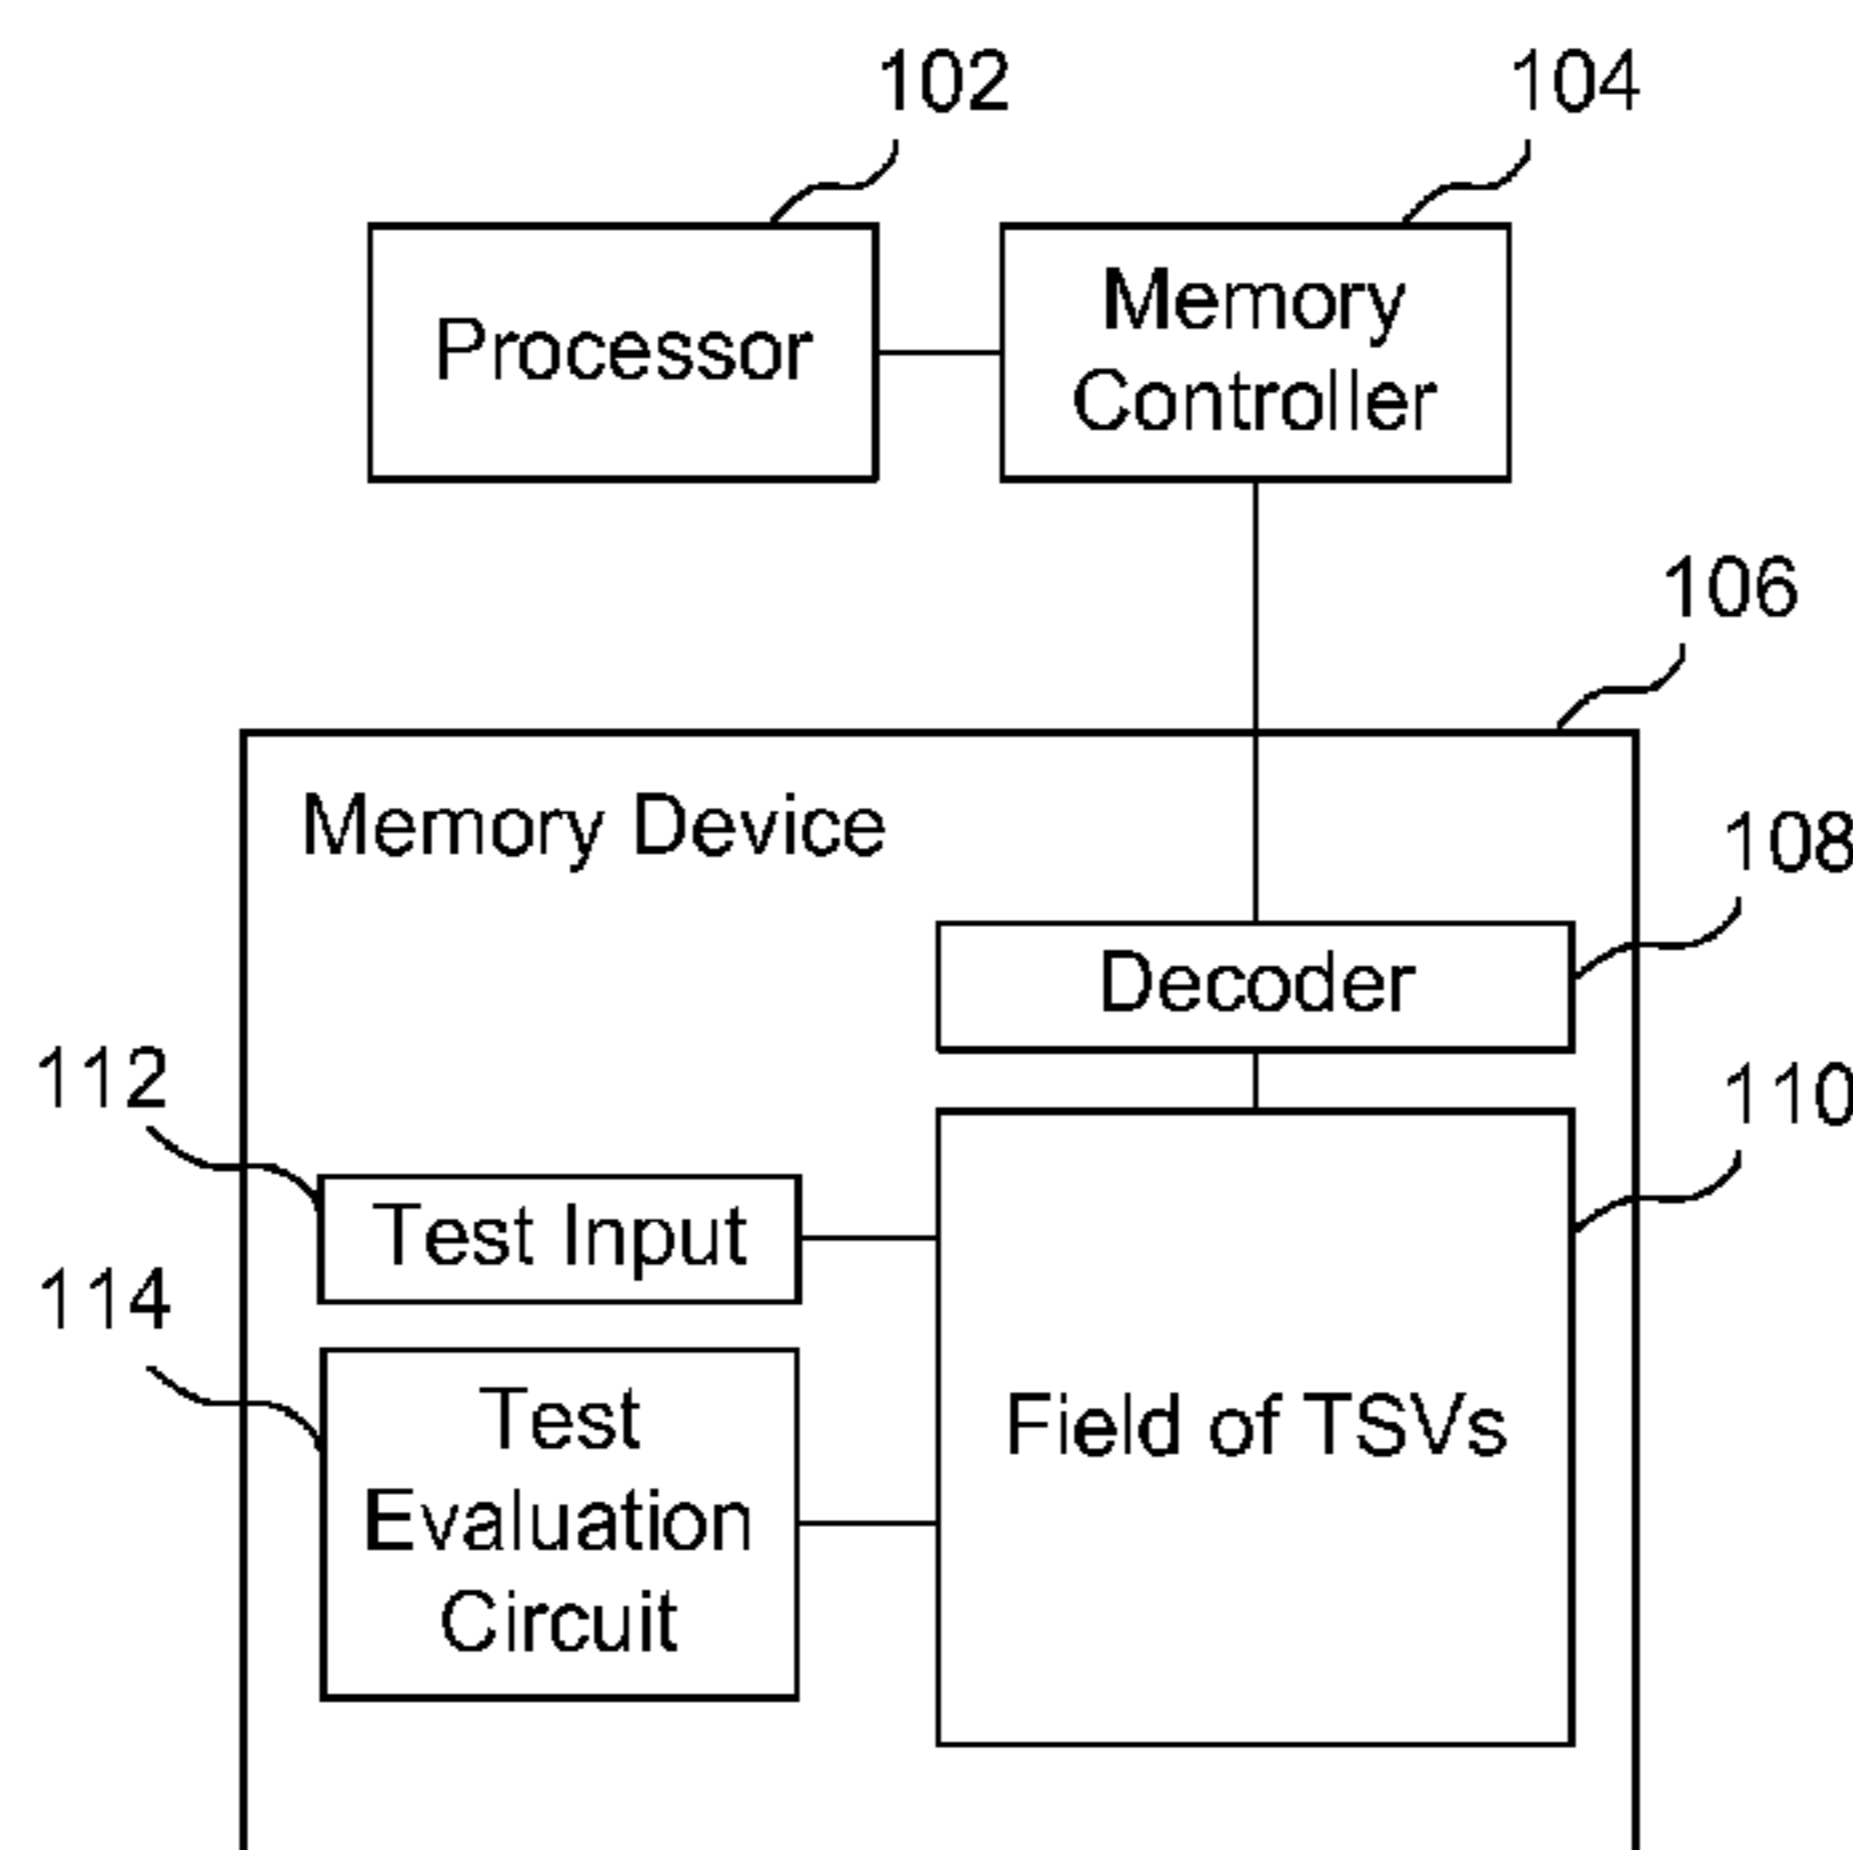 102
104
Processor
Memory
Controller
106
Memory Device
108
Decoder
112
110
Test Input
114
Test
Evaluation
Circuit
Field of TSVs